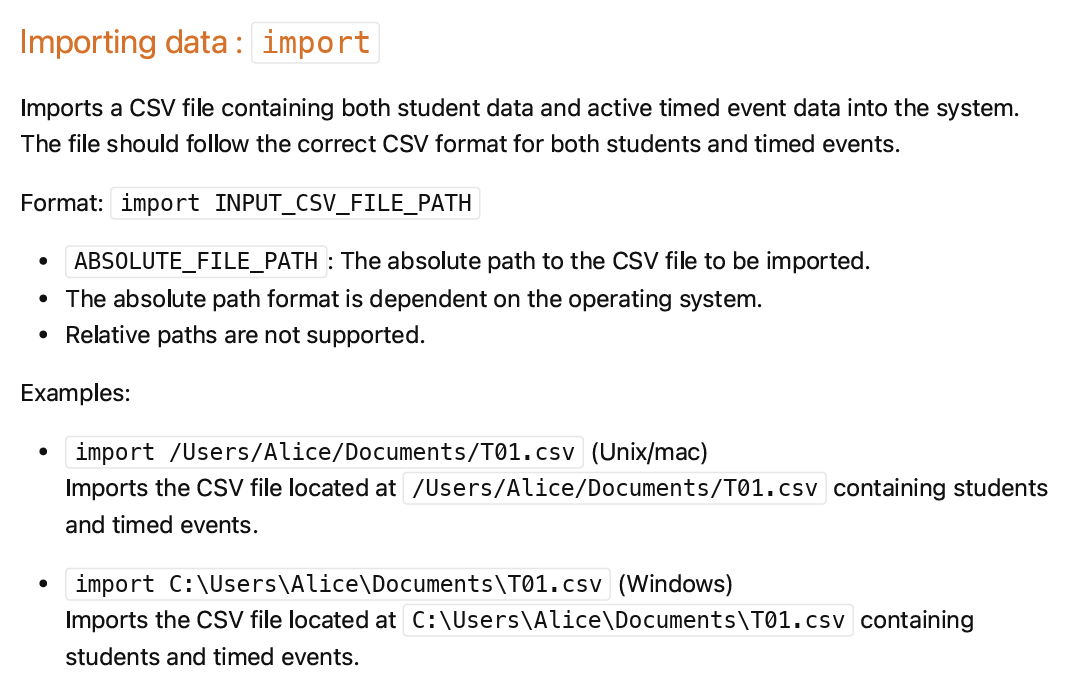 Importing data : import
Imports a CSV file containing both student data and active timed event data into the system.
The file should follow the correct CSV format for both students and timed events.
Format: import INPUT_CSV_FILE_PATH
• ABSOLUTE_FILE_PATH : The absolute path to the CSV file to be imported.
• The absolute path format is dependent on the operating system.
• Relative paths are not supported.
Examples:
• import /Users/Alice/Documents/T01.csv (Unix/mac)
Imports the CSV file located at /Users/Alice/Documents/T01.csv containing students
and timed events.
• import C:\Users\Alice\Documents\T01.csv (Windows)
Imports the CSV file located at C:\Users\Alice\Documents\T01.csv containing
students and timed events.